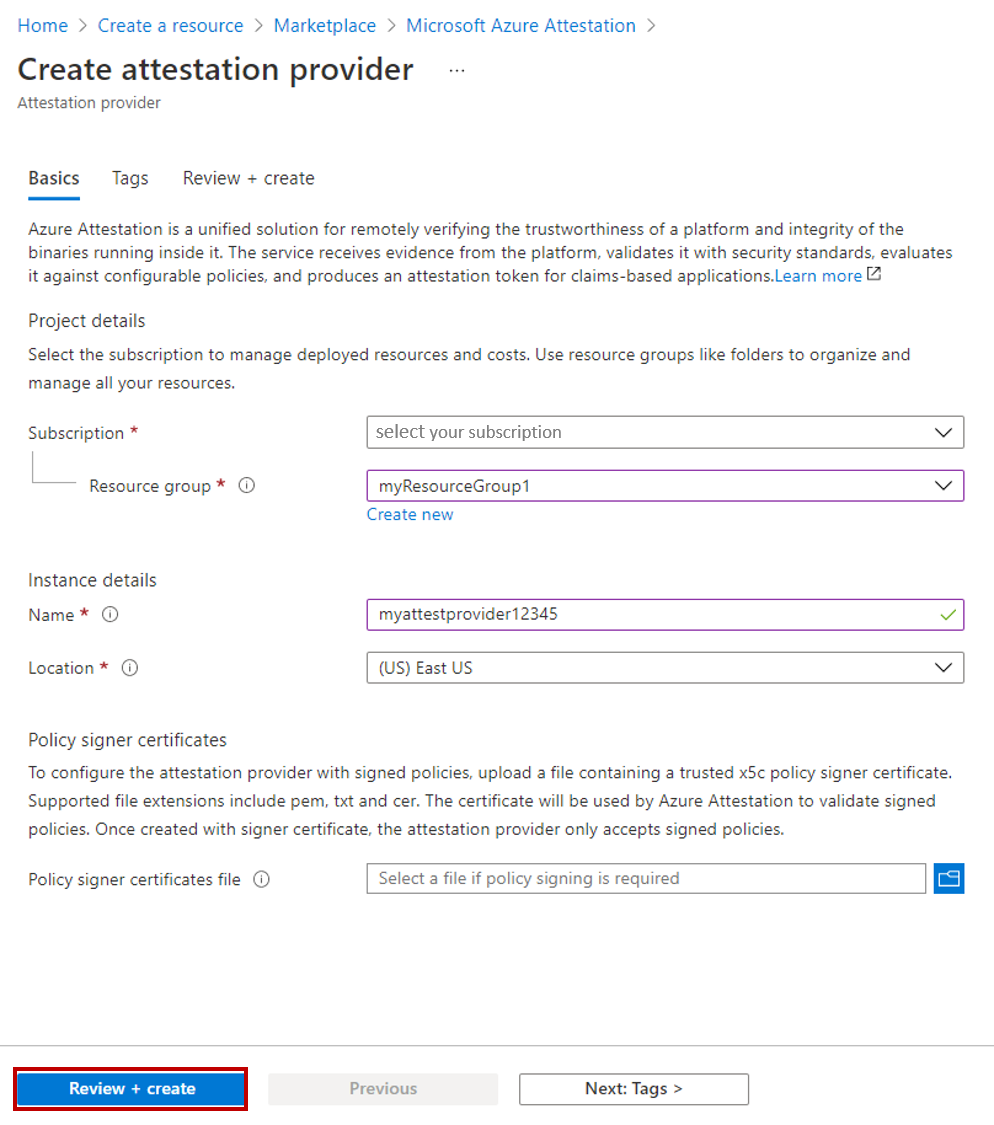 Home > Create a resource > Marketplace > Microsoft Azure Attestation >
Create attestation provider ...
Attestation provider
Basics Tags Review + create
Azure Attestation is a unified solution for remotely verifying the trustworthiness of a platform and integrity of the
binaries running inside it. The service receives evidence from the platform, validates it with security standards, evaluates
it against configurable policies, and produces an attestation token for claims-based applications.Learn more
Project details
Select the subscription to manage deployed resources and costs. Use resource groups like folders to organize and
manage all your resources.
Subscription * select your subscription
Resource group * myResourceGroup1
Create new
Instance details
Name * myattestprovider12345
Location * (US) East US
Policy signer certificates
To configure the attestation provider with signed policies, upload a file containing a trusted x5c policy signer certificate.
Supported file extensions include pem, txt and cer. The certificate will be used by Azure Attestation to validate signed
policies. Once created with signer certificate, the attestation provider only accepts signed policies.
Policy signer certificates file Select a file if policy signing is required
Review + create Previous Next: Tags >